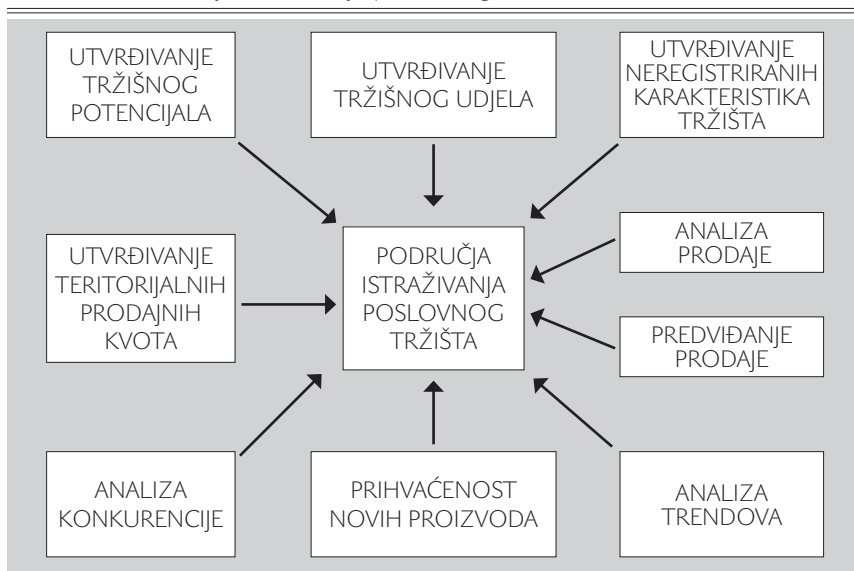 UTVRĐIVANJE
TRŽIŠNOG
POTENCIJALA
UTVRĐIVANJE
TRŽIŠNOG UDJELA
UTVRĐIVANJE
NEREGISTRIRANIH
KARAKTERISTIKA
TRŽIŠTA
UTVRĐIVANJE
TERITORIJALNIH
PRODAJNIH
KVOTA
PODRUČJA
ISTRAŽIVANJA
POSLOVNOG
TRŽIŠTA
ANALIZA
PRODAJE
PREDVIĐANJE
PRODAJE
ANALIZA
KONKURENCIJE
PRIHVAĆENOST
NOVIH PROIZVODA
ANALIZA
TRENDOVA